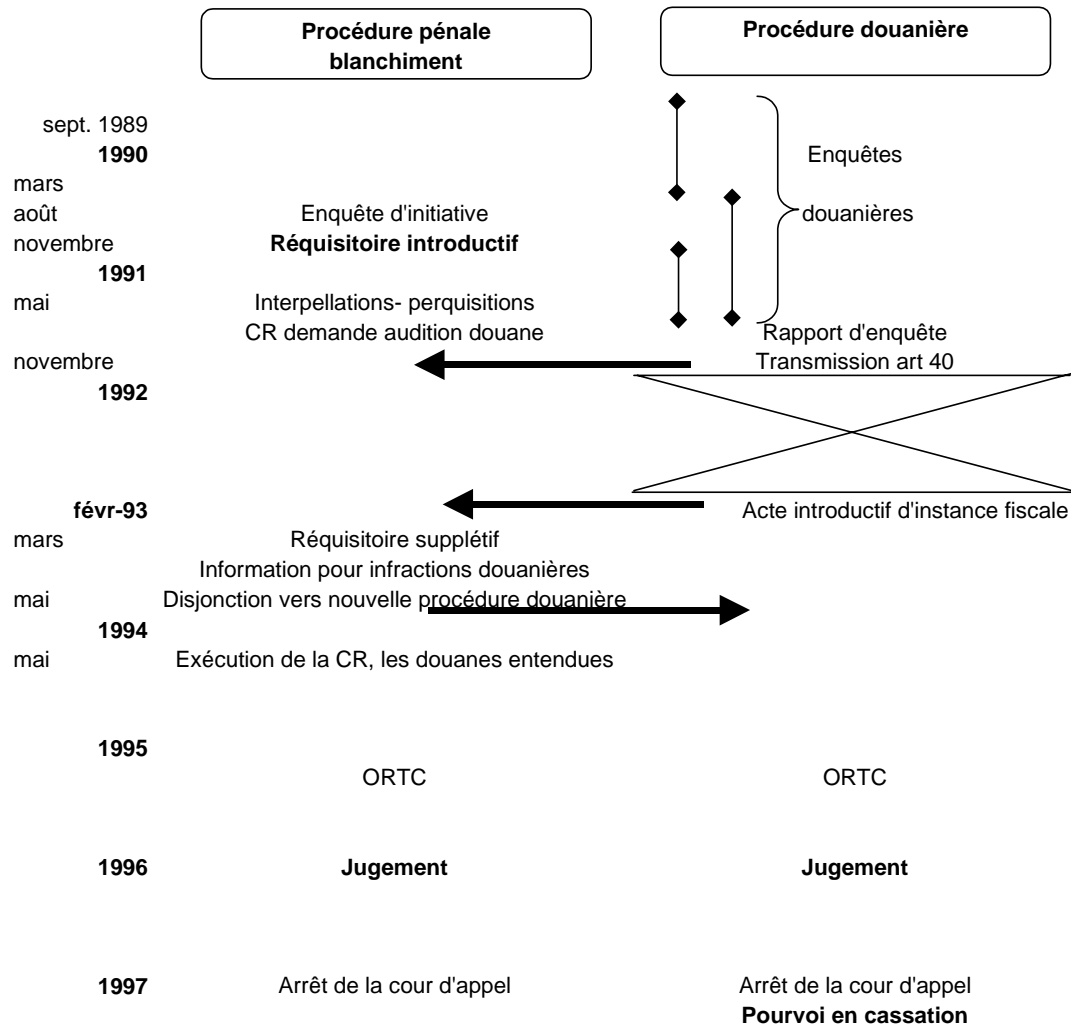 Procédure pénale
blanchiment
Procédure douanière
sept. 1989
1990
Enquêtes
mars
août
Enquête d'initiative
douanières
novembre
Réquisitoire introductif
1991
mai
Interpellations- perquisitions
CR demande audition douane
Rapport d'enquête
novembre
Transmission art 40
1992
févr-93
Acte introductif d'instance fiscale
mars
Réquisitoire supplétif
Information pour infractions douanières
mai
Disjonction vers nouvelle procédure douanière
1994
mai
Exécution de la CR, les douanes entendues
1995
ORTC
ORTC
1996
Jugement
Jugement
1997
Arrêt de la cour d'appel
Arrêt de la cour d'appel
Pourvoi en cassation